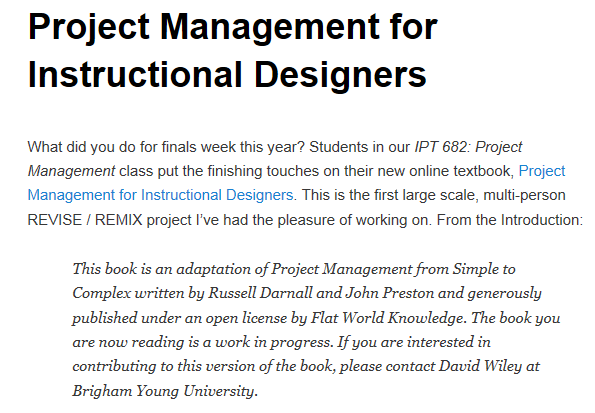 Project Management for
Instructional Designers
What did you do for finals week this year? Students in our IPT 682: Project
Management class put the finishing touches on their new online textbook, Project
Management for Instructional Designers. This is the first large scale, multi-person
REVISE / REMIX project I've had the pleasure of working on. From the Introduction:
This book is an adaptation of Project Management from Simple to
Complex written by Russell Darnall and John Preston and generously
published under an open license by Flat World Knowledge. The book you
are now reading is a work in progress. If you are interested in
contributing to this version of the book, please contact David Wiley at
Brigham Young University.